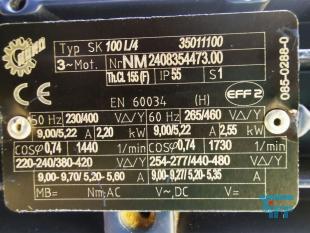 Typ SK 100 L/4 35011100
3~Mot. Nr NM 2408354473.00
Th.Cl. 155 (F) IP 55 S1
EN 60034 (H) EFF 2
50 Hz 230/400 V Δ/Y 60 Hz 265/460 V Δ/Y
9,00/5,22 A 2,20 kW 9,00/5,22 A 2,55 kW
cosφ 0,74 1440 1/min cosφ 0,74 1730 1/min
220-240/380-420 V Δ/Y 254-277/440-480 V Δ/Y
9,00-9,70/ 5,20-5,60 A 9,00-9,27/ 5,20-5,35 A
MB= Nm; AC V~, DC V=
085-0288-0